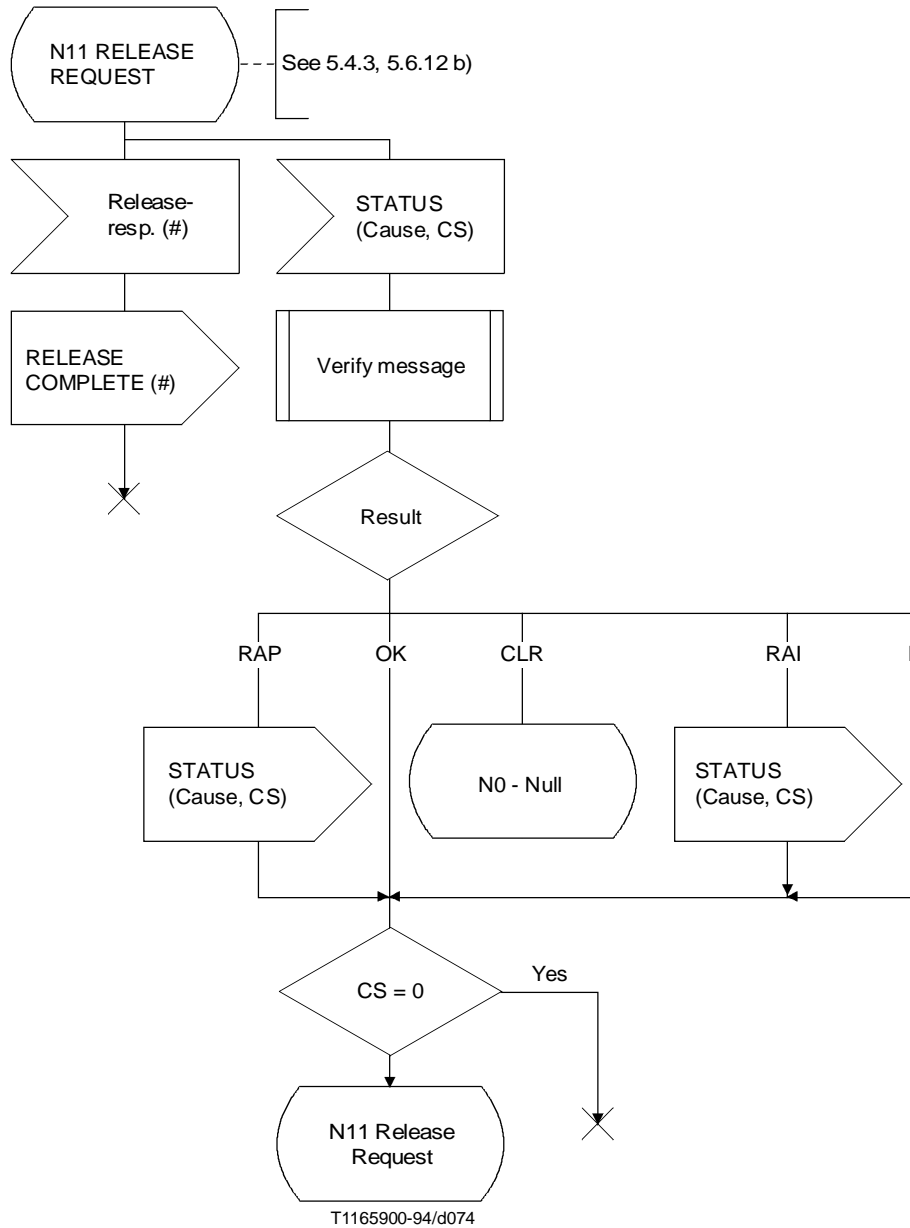 N11 RELEASE
REQUEST
See 5.4.3, 5.6.12 b)
Release-
resp. (#)
STATUS
(Cause, CS)
RELEASE
COMPLETE (#)
Verify message
Result
RAP
OK
CLR
RAI
STATUS
(Cause, CS)
N0 - Null
STATUS
(Cause, CS)
CS = 0
Yes
N11 Release
Request
T1165900-94/d074